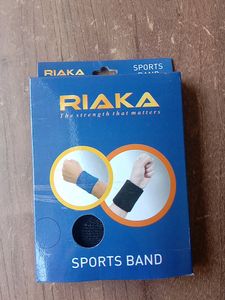 RIAKA
SPORTS
BAND
RIAKA
The strength that matters
SPORTS BAND